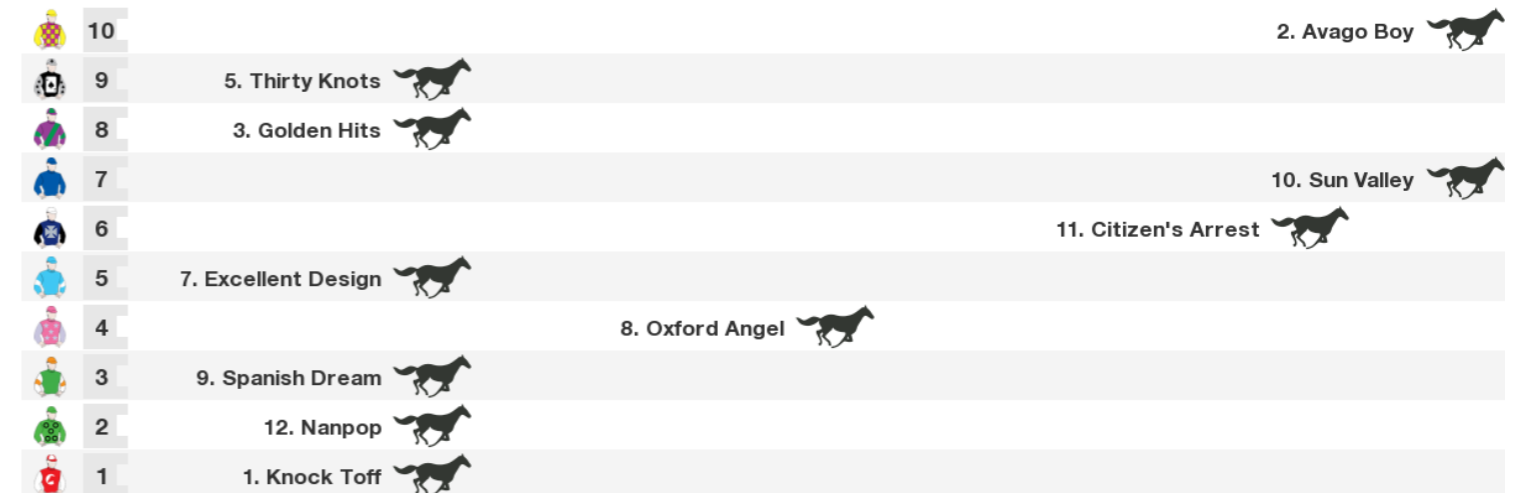 10 2. Avago Boy
9 5. Thirty Knots
8 3. Golden Hits
7 10. Sun Valley
6 11. Citizen's Arrest
5 7. Excellent Design
4 8. Oxford Angel
3 9. Spanish Dream
2 12. Nanpop
1 1. Knock Toff